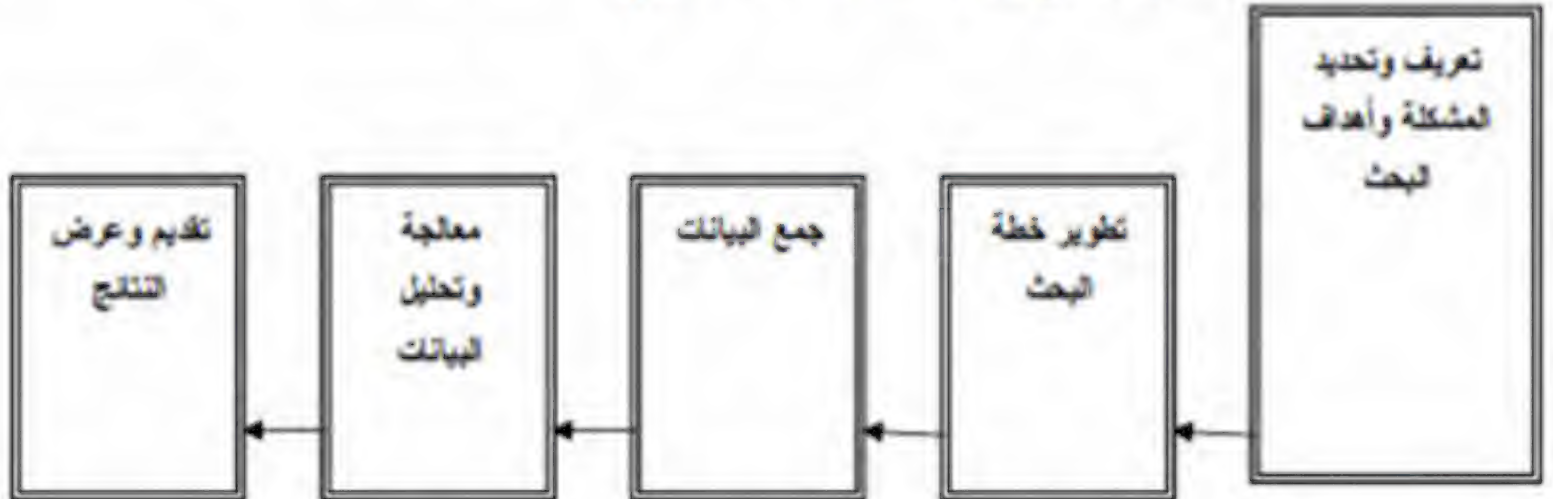 تعريف وتحديد
المشكلة وأهداف
البحث
تطوير خطة
البحث
جمع البيانات
معالجة
وتحليل
البيانات
تقديم وعرض
النتائج